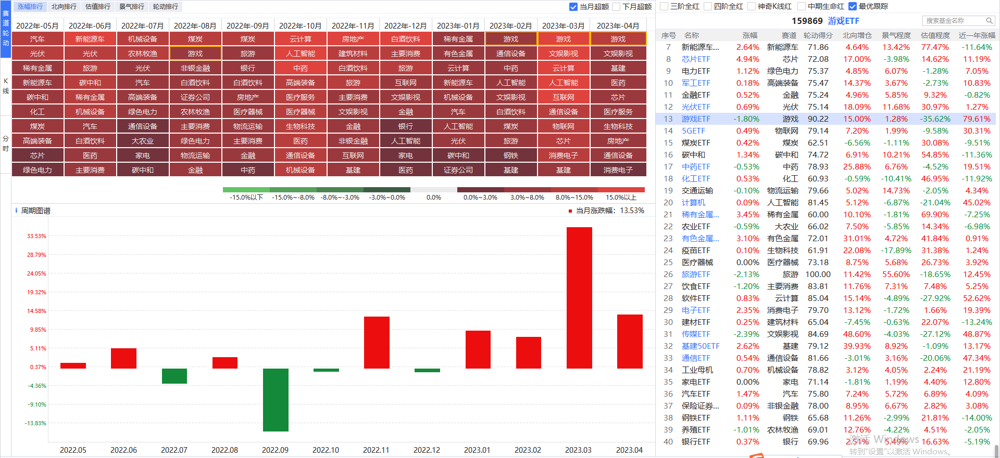 涨幅排行 北向排行 估值排行 景气排行 轮动排行 当月超额 下月超额
赛道轮动
K线
分时
2022年-05月 2022年-06月 2022年-07月 2022年-08月 2022年-09月 2022年-10月 2022年-11月 2022年-12月 2023年-01月 2023年-02月 2023年-03月 2023年-04月
汽车 新能源车 机械设备 煤炭 煤炭 云计算 房地产 白酒饮料 稀有金属 游戏 游戏 游戏
光伏 光伏 农林牧渔 游戏 旅游 人工智能 建筑材料 主要消费 有色金属 通信设备 文娱影视 文娱影视
稀有金属 旅游 光伏 非银金融 银行 中药 白酒饮料 旅游 云计算 中药 云计算 基建
新能源车 碳中和 汽车 白酒饮料 白酒饮料 高端装备 旅游 互联网 新能源车 人工智能 人工智能 医药
碳中和 稀有金属 高端装备 证券公司 房地产 医疗服务 主要消费 文娱影视 机械设备 文娱影视 互联网 芯片
化工 机械设备 绿色电力 农林牧渔 医疗器械 医疗器械 文娱影视 金融 汽车 白酒饮料 通信设备 医疗服务
煤炭 汽车 通信设备 主要消费 物流运输 生物科技 金融 银行 人工智能 煤炭 物联网 生物科技
高端装备 白酒饮料 大农业 绿色电力 主要消费 医药 非银金融 人工智能 光伏 旅游 芯片 房地产
芯片 医药 家电 物流运输 金融 通信设备 互联网 家电 碳中和 钢铁 消费电子 通信设备
绿色电力 主要消费 碳中和 金融 中药 机械设备 基建 医药 证券公司 基建 基建 消费电子
-15.0%以下 -15.0%~-8.0% -8.0%~-3.0% -3.0%~0.0% 0.0% 0.0%~3.0% 3.0%~8.0% 8.0%~15.0% 15.0%以上
周期图谱 当月涨跌幅：13.53%
33.53%
28.79%
24.05%
19.32%
14.58%
9.85%
5.11%
0.37%
-4.36%
-9.10%
-13.83%
2022.05 2022.06 2022.07 2022.08 2022.09 2022.10 2022.11 2022.12 2023.01 2023.02 2023.03 2023.04
三阶全红 四阶全红 神奇K线红 中期生命红 最优跟踪
159869 游戏ETF 搜索基金名称
序号 名称 涨幅 赛道 轮动得分 北向增仓 景气程度 估值程度 近一年涨幅
7 新能源车... 2.64% 新能源车 71.86 4.64% 13.42% 77.47% -11.64%
8 芯片ETF 4.94% 芯片 72.08 17.00% -3.98% 14.62% 11.19%
9 电力ETF 1.12% 绿色电力 75.37 4.85% 6.07% -1.28% 7.05%
10 军工ETF 0.18% 高端装备 75.47 14.37% 3.67% -2.73% 10.83%
11 金融ETF 0.52% 金融 75.24 4.96% 5.85% 9.32% -0.82%
12 光伏ETF 0.69% 光伏 75.14 18.09% 11.68% 30.97% 1.27%
13 游戏ETF -1.80% 游戏 90.22 15.00% 1.28% -35.62% 79.61%
14 5GETF 0.49% 物联网 79.14 7.20% 1.99% -9.58% 30.31%
15 煤炭ETF 0.42% 煤炭 62.51 -6.56% -1.11% 30.08% -9.51%
16 碳中和 1.34% 碳中和 74.72 6.91% 10.21% 54.85% -11.36%
17 中药ETF -0.53% 中药 78.93 25.88% 6.76% -4.52% 19.51%
18 化工ETF 0.53% 化工 60.93 -0.59% -10.41% 46.95% -11.92%
19 交通运输 -0.10% 物流运输 79.66 5.02% 14.73% -2.05% 4.34%
20 计算机 0.09% 人工智能 81.45 5.12% -6.87% -21.04% 45.02%
21 稀有金属... 3.45% 稀有金属 60.00 10.10% -1.81% 69.90% -7.25%
22 农业ETF -0.59% 大农业 66.02 7.50% -5.85% 14.34% -6.98%
23 有色金属... 3.10% 有色金属 72.01 31.01% 4.72% 41.84% 0.91%
24 疫苗ETF 0.10% 生物科技 61.91 22.08% -17.89% 31.38% 1.24%
25 医疗器械 0.00% 医疗器械 73.18 8.75% 5.68% 26.73% 3.92%
26 旅游ETF -2.13% 旅游 100.00 11.42% 55.60% -18.65% 12.45%
27 饮食ETF -1.20% 主要消费 83.81 11.76% 7.31% 7.48% 5.25%
28 软件ETF 0.83% 云计算 85.04 15.14% -4.89% -27.92% 52.62%
29 电子ETF 2.35% 消费电子 79.70 13.12% -1.72% 1.66% 19.39%
30 建材ETF 0.25% 建筑材料 65.04 -7.45% -0.63% 22.07% -13.24%
31 传媒ETF -2.39% 文娱影视 84.69 48.60% -4.03% -27.12% 48.87%
32 基建50ETF 2.62% 基建 79.12 39.93% 8.92% -1.09% 13.17%
33 通信ETF 0.54% 通信设备 81.66 -3.01% 3.16% -20.06% 47.34%
34 工业母机 0.70% 机械设备 78.82 3.12% 4.05% 2.24% 21.19%
35 家电ETF 0.00% 家电 71.14 -1.81% 1.19% 4.40% 12.80%
36 汽车ETF 1.47% 汽车 75.80 7.24% 5.72% 6.89% 4.09%
37 保险证券... 0.09% 非银金融 78.00 8.95% 6.67% 2.82% 3.08%
38 钢铁ETF 1.11% 钢铁 65.68 11.26% -2.99% 21.81% -14.00%
39 养殖ETF -1.01% 农林牧渔 69.01 12.76% -4.22% 4.51% -2.05%
40 银行ETF 0.37% 银行 69.96 2.51% 5.49% 16.63% -5.19%
激活 Windows
转到"设置"以激活 Windows。